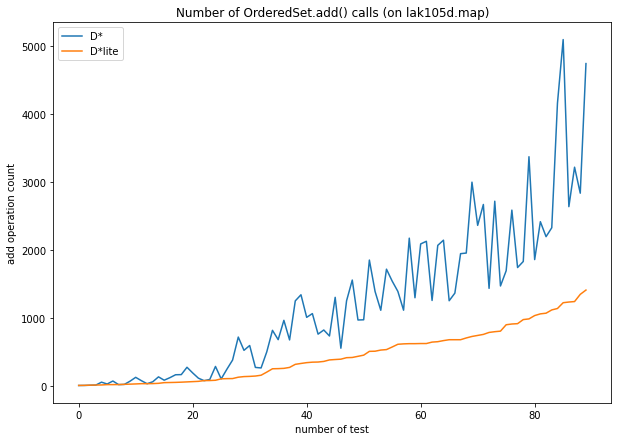 Number of OrderedSet.add() calls (on lak105d.map)
D*
D*lite
add operation count
5000
4000
3000
2000
1000
0
0
20
40
60
80
number of test